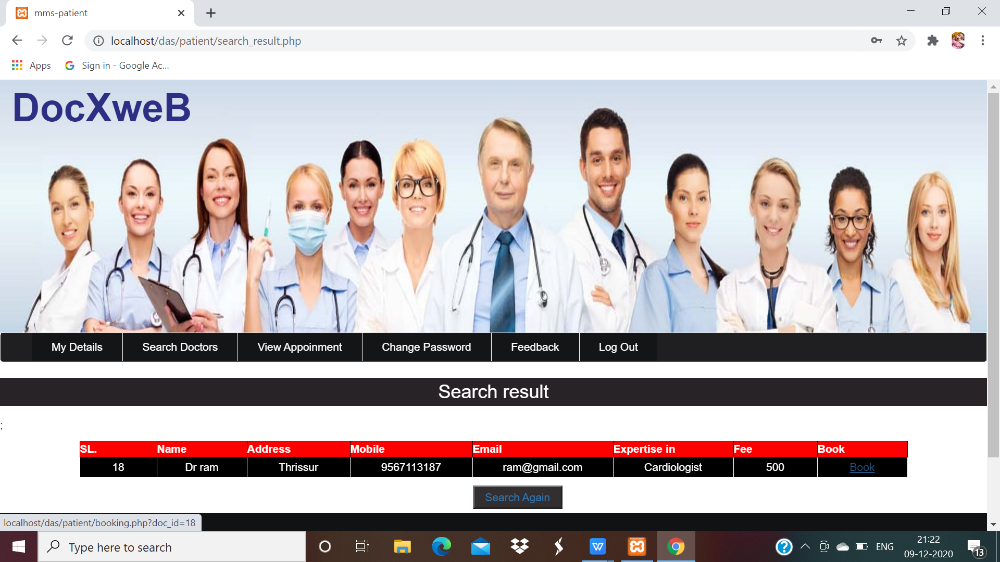 mms-patient
localhost/das/patient/search_result.php
Apps Sign in - Google Ac...
DocXweB
My Details Search Doctors View Appoinment Change Password Feedback Log Out
Search result
;
SL. Name Address Mobile Email Expertise in Fee Book
18 Dr ram Thrissur 9567113187 ram@gmail.com Cardiologist 500 Book
Search Again
localhost/das/patient/booking.php?doc_id=18
Type here to search
ENG
21:22
09-12-2020
13